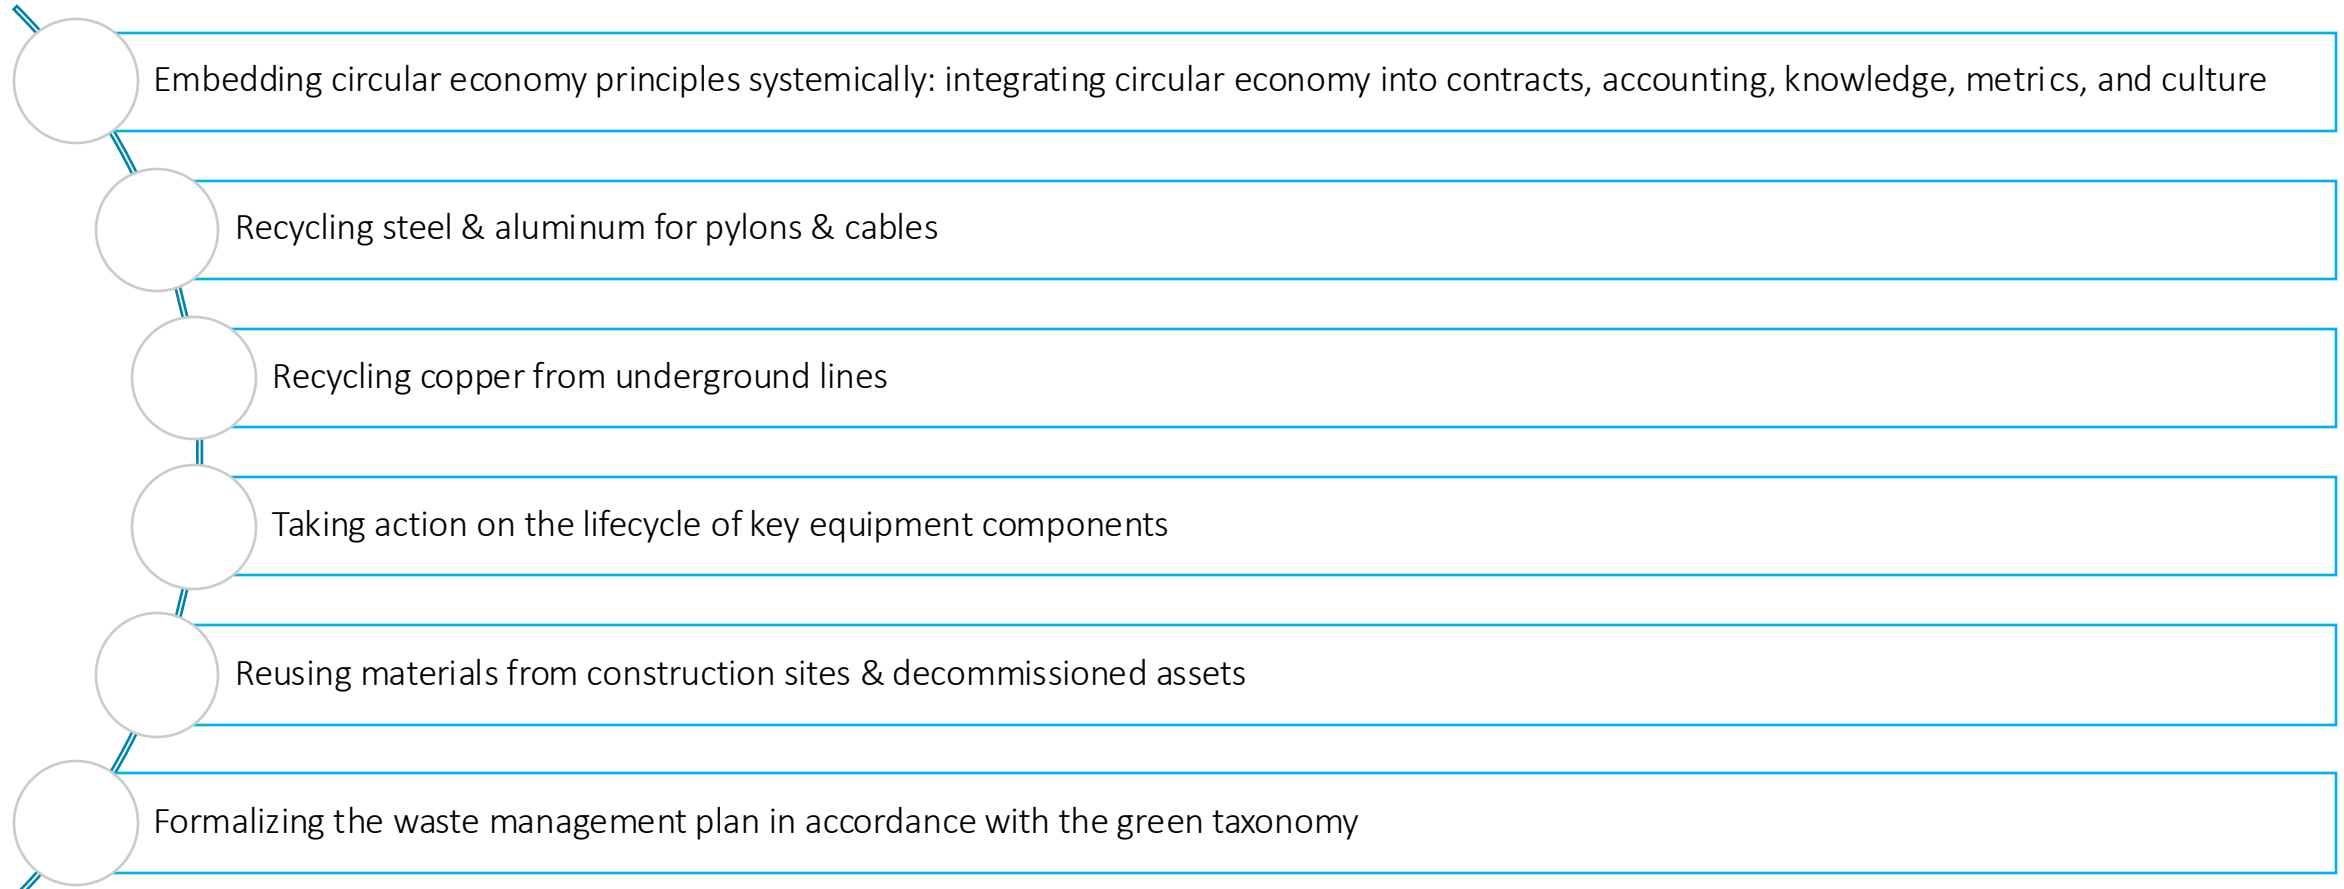 Embedding circular economy principles systemically: integrating circular economy into contracts, accounting, knowledge, metrics, and culture
Recycling steel & aluminum for pylons & cables
Recycling copper from underground lines
Taking action on the lifecycle of key equipment components
Reusing materials from construction sites & decommissioned assets
Formalizing the waste management plan in accordance with the green taxonomy